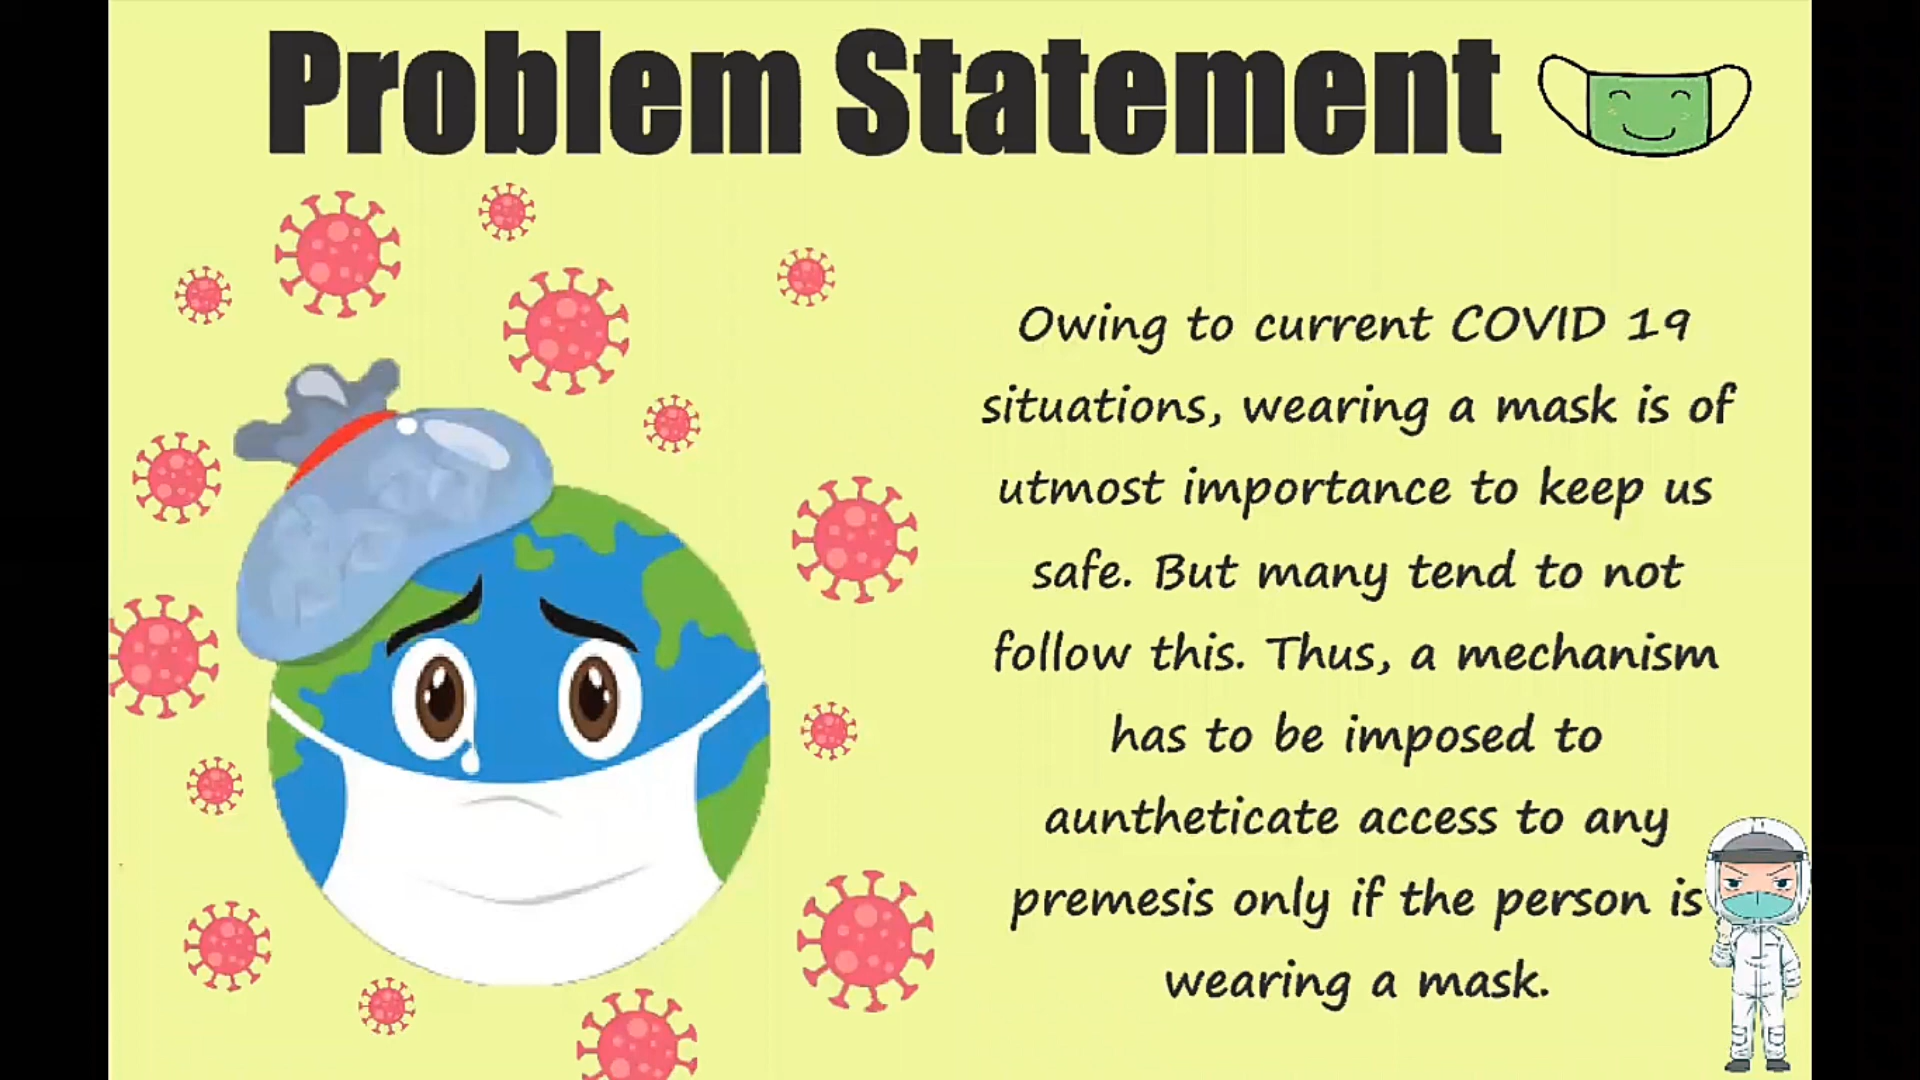 Problem Statement
Owing to current COVID 19
situations, wearing a mask is of
utmost importance to keep us
safe. But many tend to not
follow this. Thus, a mechanism
has to be imposed to
auntheticate access to any
premesis only if the person is
wearing a mask.